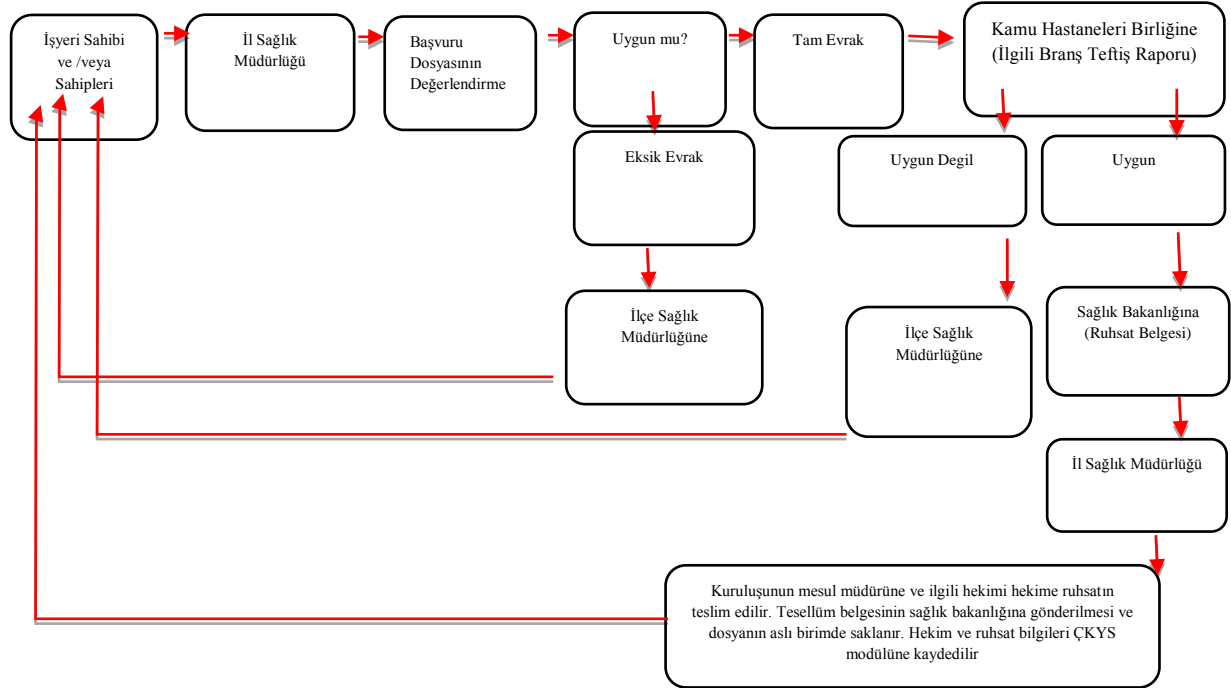 İşyeri Sahibi
ve /veya
Sahipleri
İl Sağlık
Müdürlüğü
Başvuru
Dosyasının
Değerlendirme
Uygun mu?
Tam Evrak
Kamu Hastaneleri Birliğine
(İlgili Branş Teftiş Raporu)
Eksik Evrak
Uygun Degil
Uygun
İlçe Sağlık
Müdürlüğüne
İlçe Sağlık
Müdürlüğüne
Sağlık Bakanlığına
(Ruhsat Belgesi)
İl Sağlık Müdürlüğü
Kuruluşunun mesul müdürüne ve ilgili hekimi hekime ruhsatın
teslim edilir. Tesellüm belgesinin sağlık bakanlığına gönderilmesi ve
dosyanın aslı birimde saklanır. Hekim ve ruhsat bilgileri ÇKYS
modülüne kaydedilir